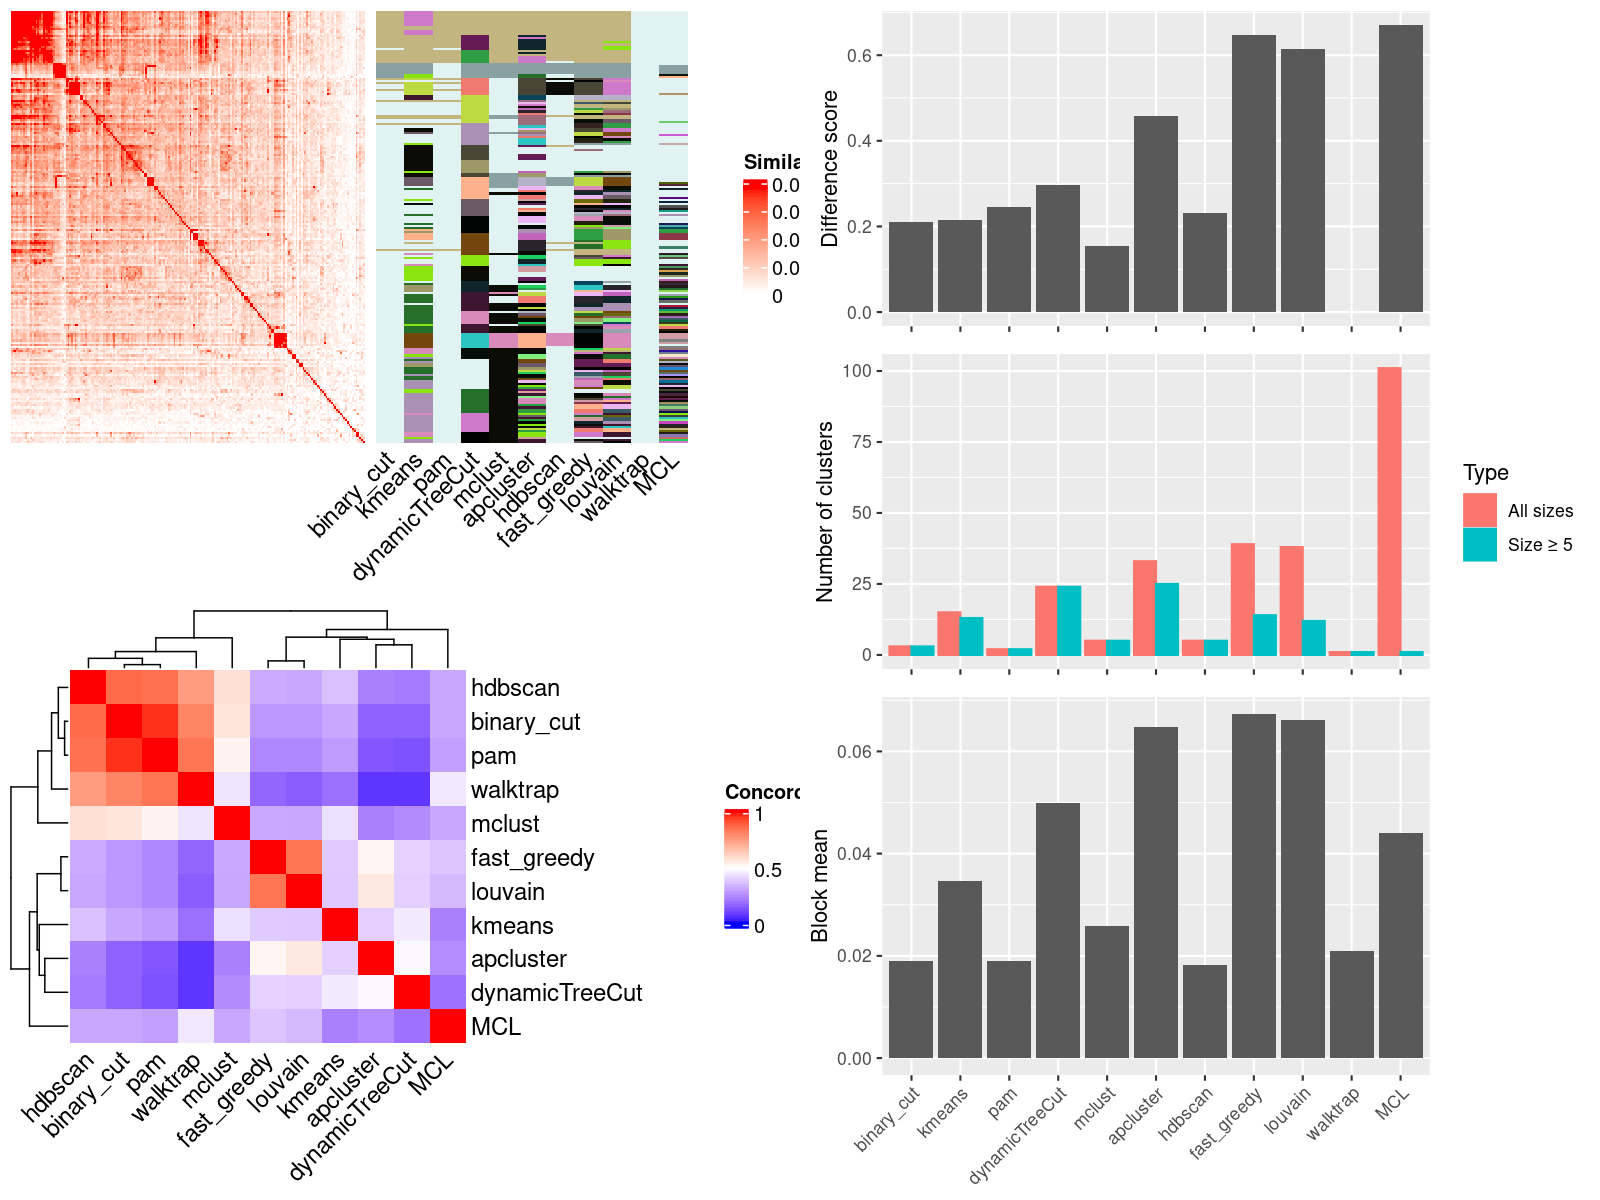 binary_cut
kmeans
pam
dynamicTreeCut
mclust
apcluster
hdbscan
fast_greedy
louvain
walktrap
MCL
Simila
0.0
0.0
0.0
0.0
0
hdbscan
binary_cut
pam
walktrap
mclust
fast_greedy
louvain
kmeans
apcluster
dynamicTreeCut
MCL
hdbscan
binary_cut
pam
walktrap
mclust
fast_greedy
louvain
kmeans
apcluster
dynamicTreeCut
MCL
Concord
1
0.5
0
Difference score
0.6
0.4
0.2
0.0
Number of clusters
100
75
50
25
0
Type
All sizes
Size ≥ 5
Block mean
0.06
0.04
0.02
0.00
binary_cut
kmeans
pam
dynamicTreeCut
mclust
apcluster
hdbscan
fast_greedy
louvain
walktrap
MCL